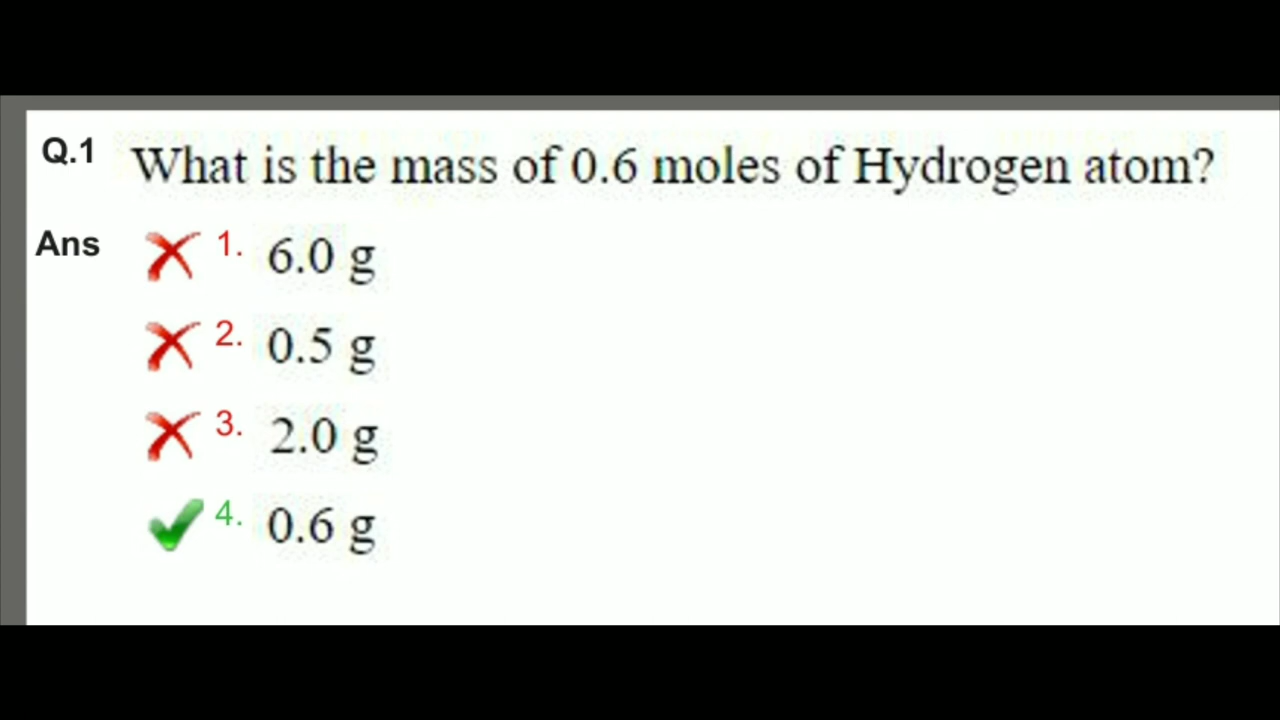 Q.1 What is the mass of 0.6 moles of Hydrogen atom?
Ans 1. 6.0 g
2. 0.5 g
3. 2.0 g
4. 0.6 g